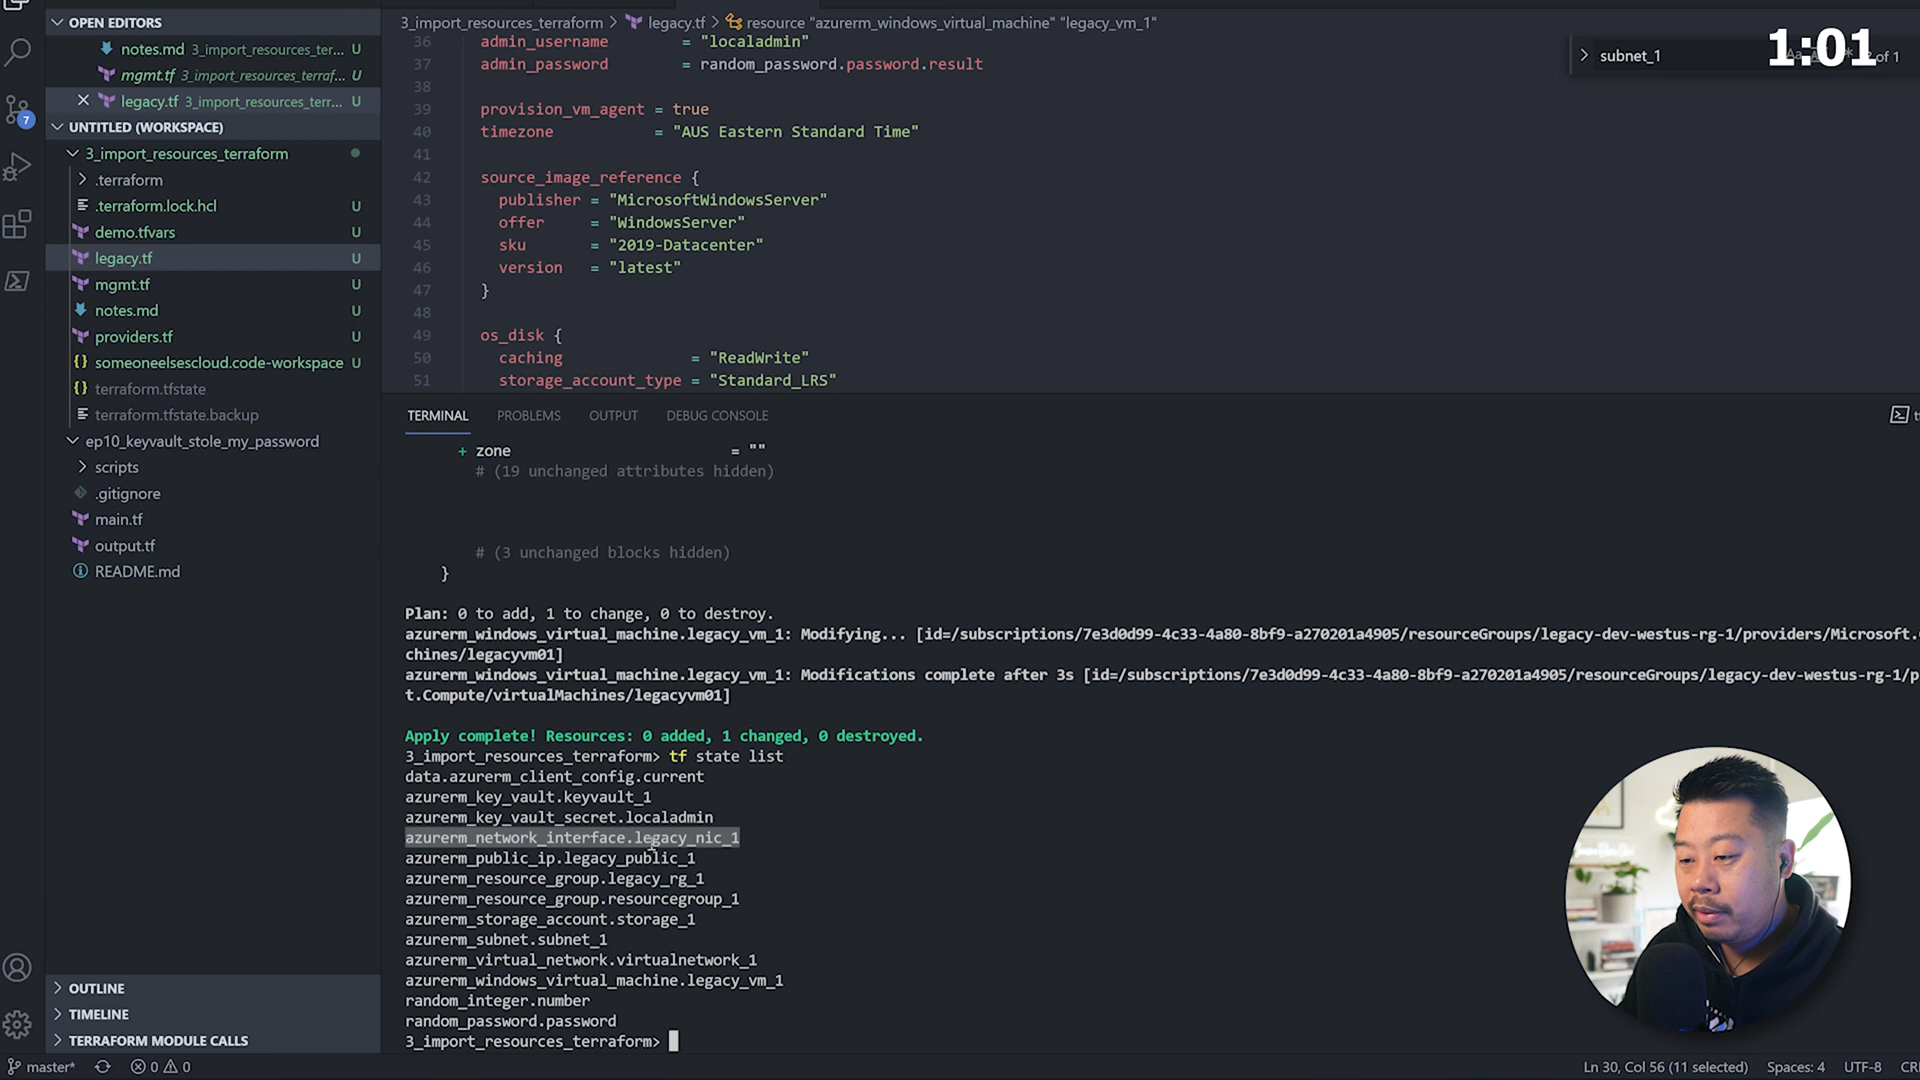 OPEN EDITORS
notes.md 3_import_resources_ter... U
mgmt.tf 3_import_resources_terraf... U
legacy.tf 3_import_resources_terr... U
UNTITLED (WORKSPACE)
3_import_resources_terraform
.terraform
.terraform.lock.hcl U
demo.tfvars U
legacy.tf U
mgmt.tf U
notes.md U
providers.tf U
someoneelsescloud.code-workspace U
terraform.tfstate
terraform.tfstate.backup
ep10_keyvault_stole_my_password
scripts
.gitignore
main.tf
output.tf
README.md
OUTLINE
TIMELINE
TERRAFORM MODULE CALLS
7
3_import_resources_terraform > legacy.tf > resource "azurerm_windows_virtual_machine" "legacy_vm_1"
subnet_1
of 1
1:01
36 admin_username = "localadmin"
37 admin_password = random_password.password.result
38
39 provision_vm_agent = true
40 timezone = "AUS Eastern Standard Time"
41
42 source_image_reference {
43 publisher = "MicrosoftWindowsServer"
44 offer = "WindowsServer"
45 sku = "2019-Datacenter"
46 version = "latest"
47 }
48
49 os_disk {
50 caching = "ReadWrite"
51 storage_account_type = "Standard_LRS"
TERMINAL PROBLEMS OUTPUT DEBUG CONSOLE
+ zone = ""
# (19 unchanged attributes hidden)
# (3 unchanged blocks hidden)
}
Plan: 0 to add, 1 to change, 0 to destroy.
azurerm_windows_virtual_machine.legacy_vm_1: Modifying... [id=/subscriptions/7e3d0d99-4c33-4a80-8bf9-a270201a4905/resourceGroups/legacy-dev-westus-rg-1/providers/Microsoft.
chines/legacyvm01]
azurerm_windows_virtual_machine.legacy_vm_1: Modifications complete after 3s [id=/subscriptions/7e3d0d99-4c33-4a80-8bf9-a270201a4905/resourceGroups/legacy-dev-westus-rg-1/p
t.Compute/virtualMachines/legacyvm01]
Apply complete! Resources: 0 added, 1 changed, 0 destroyed.
3_import_resources_terraform> tf state list
data.azurerm_client_config.current
azurerm_key_vault.keyvault_1
azurerm_key_vault_secret.localadmin
azurerm_network_interface.legacy_nic_1
azurerm_public_ip.legacy_public_1
azurerm_resource_group.legacy_rg_1
azurerm_resource_group.resourcegroup_1
azurerm_storage_account.storage_1
azurerm_subnet.subnet_1
azurerm_virtual_network.virtualnetwork_1
azurerm_windows_virtual_machine.legacy_vm_1
random_integer.number
random_password.password
3_import_resources_terraform>
master* 0 0
Ln 30, Col 56 (11 selected) Spaces: 4 UTF-8 CR